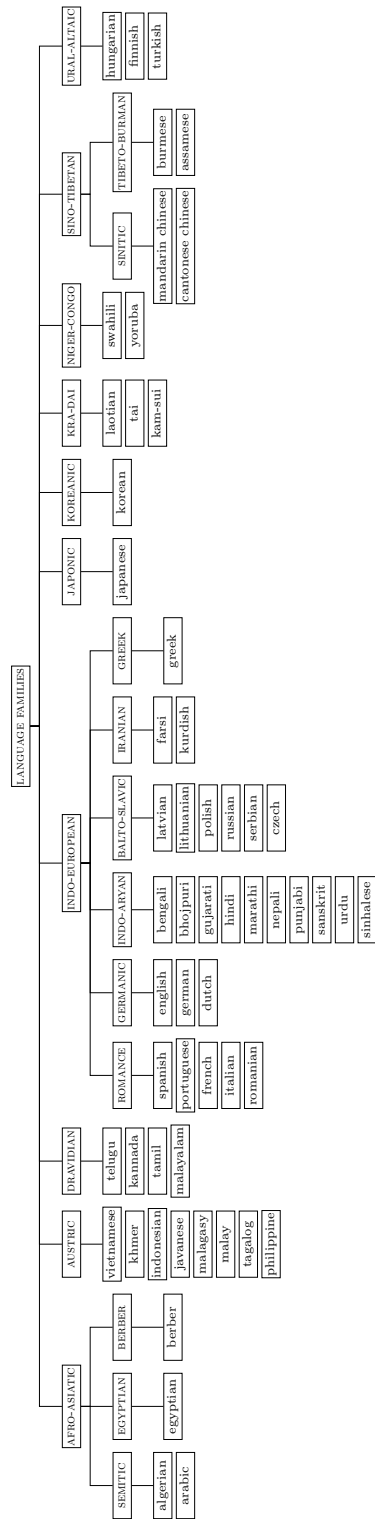 LANGUAGE FAMILIES
AFRO-ASIATIC
SEMITIC
algerian
arabic
EGYPTIAN
egyptian
BERBER
berber
AUSTRIC
vietnamese
khmer
indonesian
javanese
malagasy
malay
tagalog
philippine
DRAVIDIAN
telugu
kannada
tamil
malayalam
INDO-EUROPEAN
ROMANCE
spanish
portuguese
french
italian
romanian
GERMANIC
english
german
dutch
INDO-ARYAN
bengali
bhojpuri
gujarati
hindi
marathi
nepali
punjabi
sanskrit
urdu
sinhalese
BALTO-SLAVIC
latvian
lithuanian
polish
russian
serbian
czech
IRANIAN
farsi
kurdish
GREEK
greek
JAPONIC
japanese
KOREANIC
korean
KRA-DAI
laotian
tai
kam-sui
NIGER-CONGO
swahili
yoruba
SINO-TIBETAN
SINITIC
mandarin chinese
cantonese chinese
TIBETO-BURMAN
burmese
assamese
URAL-ALTAIC
hungarian
finnish
turkish